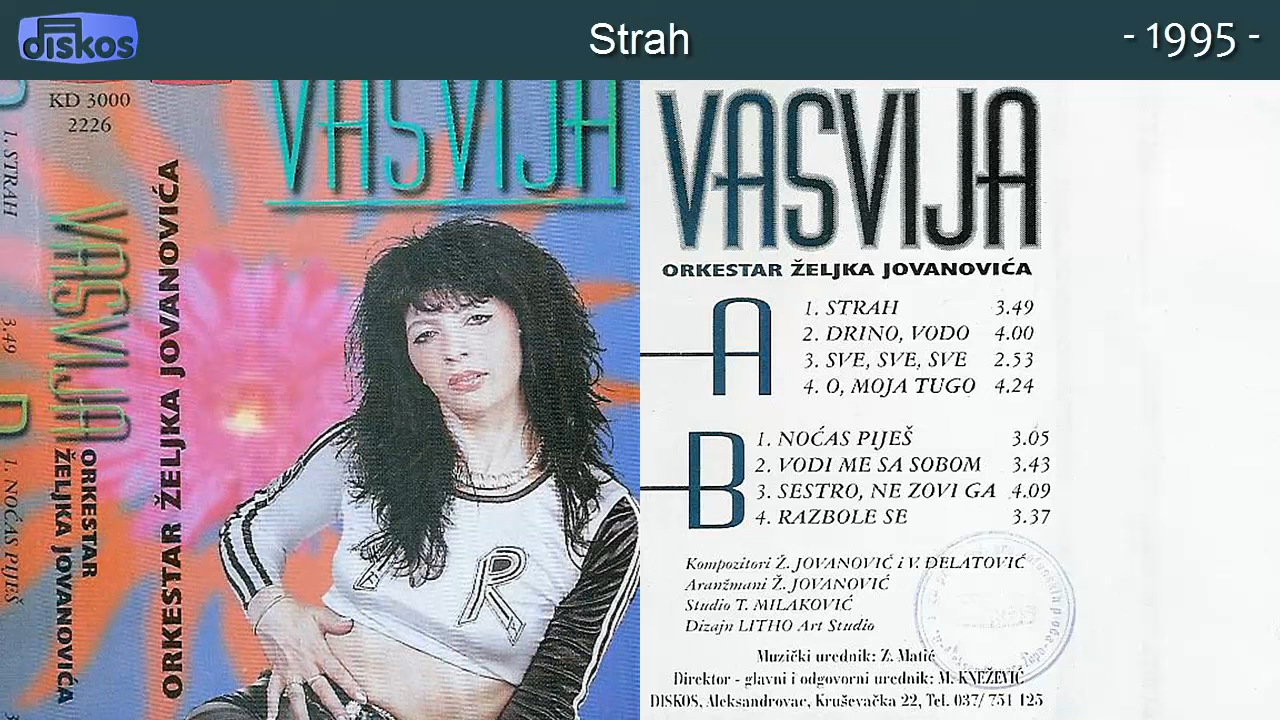 diskos
Strah
- 1995 -
KD 3000
2226
1. STRAH
3.49
1. NOĆAS PIJEŠ
VASVIJA
ORKESTAR
ŽELJKA JOVANOVIĆA
ORKESTAR ŽELJKA JOVANOVIĆA
VASVIJA
VASVIJA
ORKESTAR ŽELJKA JOVANOVIĆA
A
1. STRAH 3.49
2. DRINO, VODO 4.00
3. SVE, SVE, SVE 2.53
4. O, MOJA TUGO 4.24
B
1. NOĆAS PIJEŠ 3.05
2. VODI ME SA SOBOM 3.43
3. SESTRO, NE ZOVI GA 4.09
4. RAZBOLE SE 3.37
Kompozitori Ž. JOVANOVIĆ i V. DELATOVIĆ
Aranžmani Ž. JOVANOVIĆ
Studio T. MILAKOVIĆ
Dizajn LITHO Art Studio
Muzički urednik: Z. Matić
Direktor - glavni i odgovorni urednik: M. KNEŽEVIĆ
DISKOS, Aleksandrovac, Kruševačka 22, Tel. 037/ 751 125